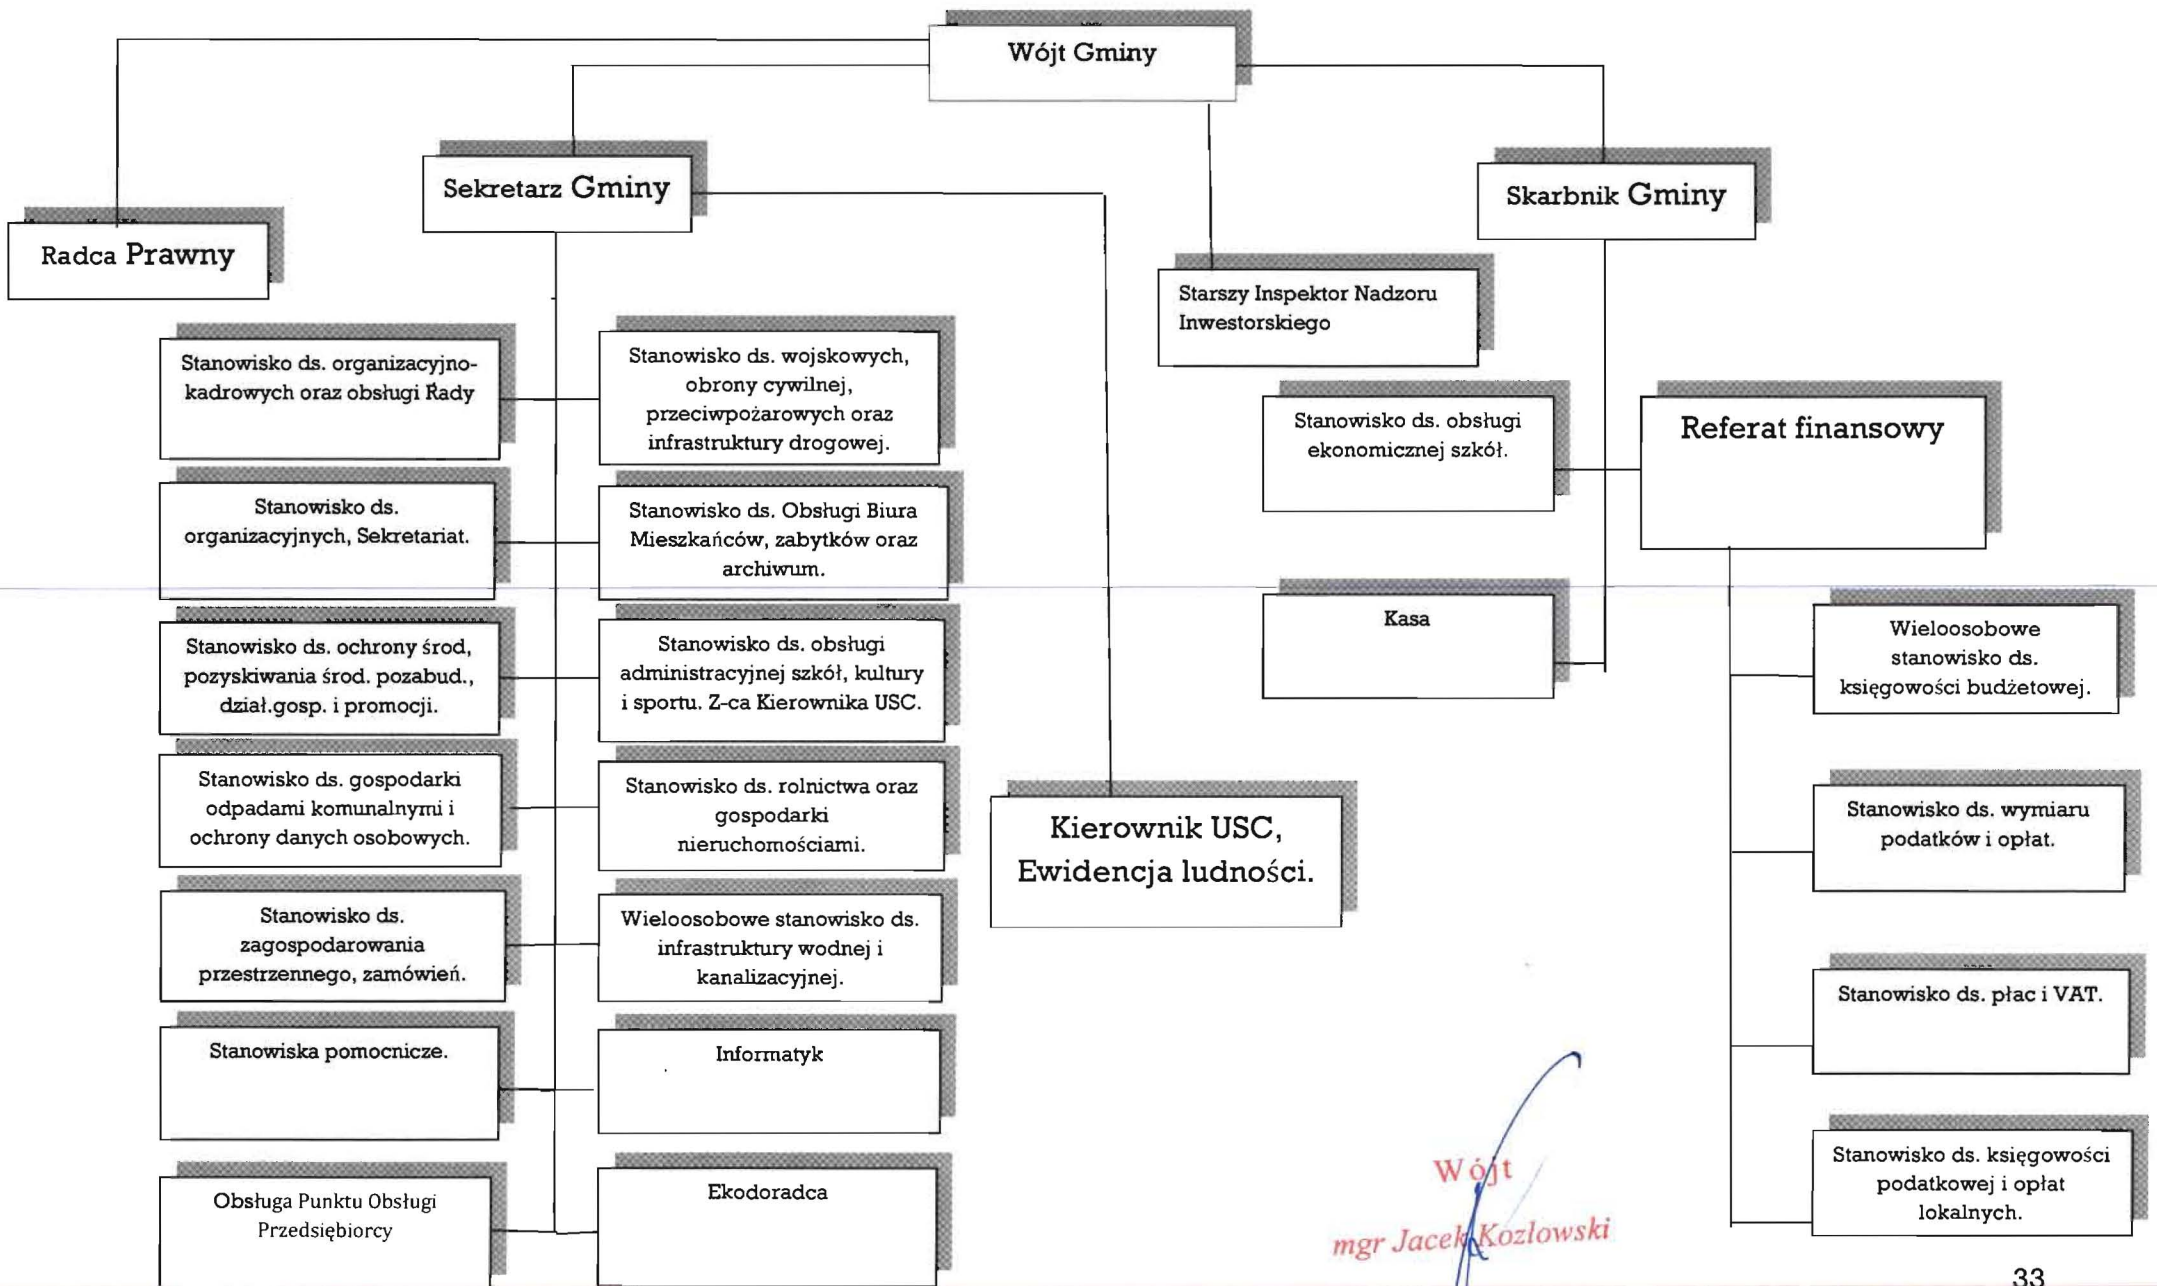 Wójt Gminy
Sekretarz Gminy
Skarbnik Gminy
Radca Prawny
Starszy Inspektor Nadzoru
Inwestorskiego
Stanowisko ds. organizacyjno-
kadrowych oraz obsługi Rady
Stanowisko ds. wojskowych,
obrony cywilnej,
przeciwpożarowych oraz
infrastruktury drogowej.
Stanowisko ds. obsługi
ekonomicznej szkół.
Referat finansowy
Stanowisko ds.
organizacyjnych, Sekretariat.
Stanowisko ds. Obsługi Biura
Mieszkańców, zabytków oraz
archiwum.
Kasa
Wieloosobowe
stanowisko ds.
księgowości budżetowej.
Stanowisko ds. ochrony środ,
pozyskiwania środ. pozabud.,
dział.gosp. i promocji.
Stanowisko ds. obsługi
administracyjnej szkół, kultury
i sportu. Z-ca Kierownika USC.
Stanowisko ds. gospodarki
odpadami komunalnymi i
ochrony danych osobowych.
Stanowisko ds. rolnictwa oraz
gospodarki
nieruchomościami.
Kierownik USC,
Ewidencja ludności.
Stanowisko ds. wymiaru
podatków i opłat.
Stanowisko ds.
zagospodarowania
przestrzennego, zamówień.
Wieloosobowe stanowisko ds.
infrastruktury wodnej i
kanalizacyjnej.
Stanowisko ds. płac i VAT.
Stanowiska pomocnicze.
Informatyk
Stanowisko ds. księgowości
podatkowej i opłat
lokalnych.
Obsługa Punktu Obsługi
Przedsiębiorcy
Ekodoradca
Wójt
mgr Jacek Kozłowski
33